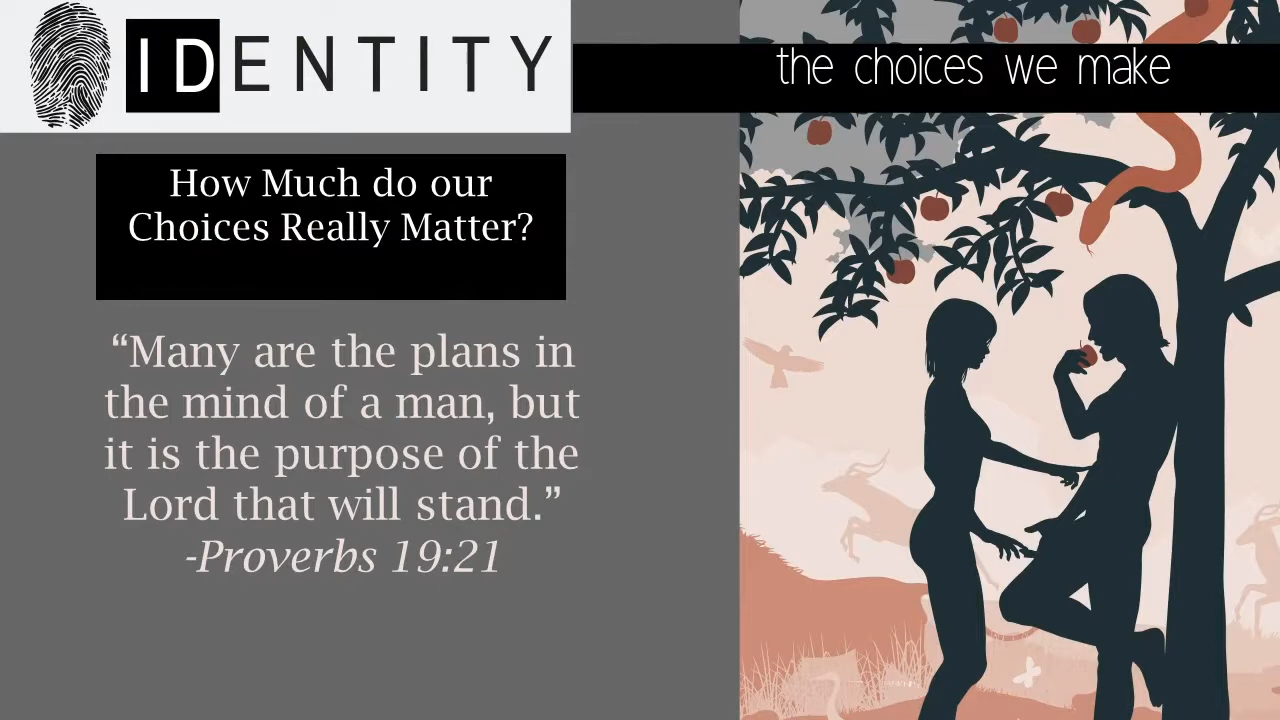 IDENTITY
the choices we make
How Much do our
Choices Really Matter?
“Many are the plans in
the mind of a man, but
it is the purpose of the
Lord that will stand.”
-Proverbs 19:21